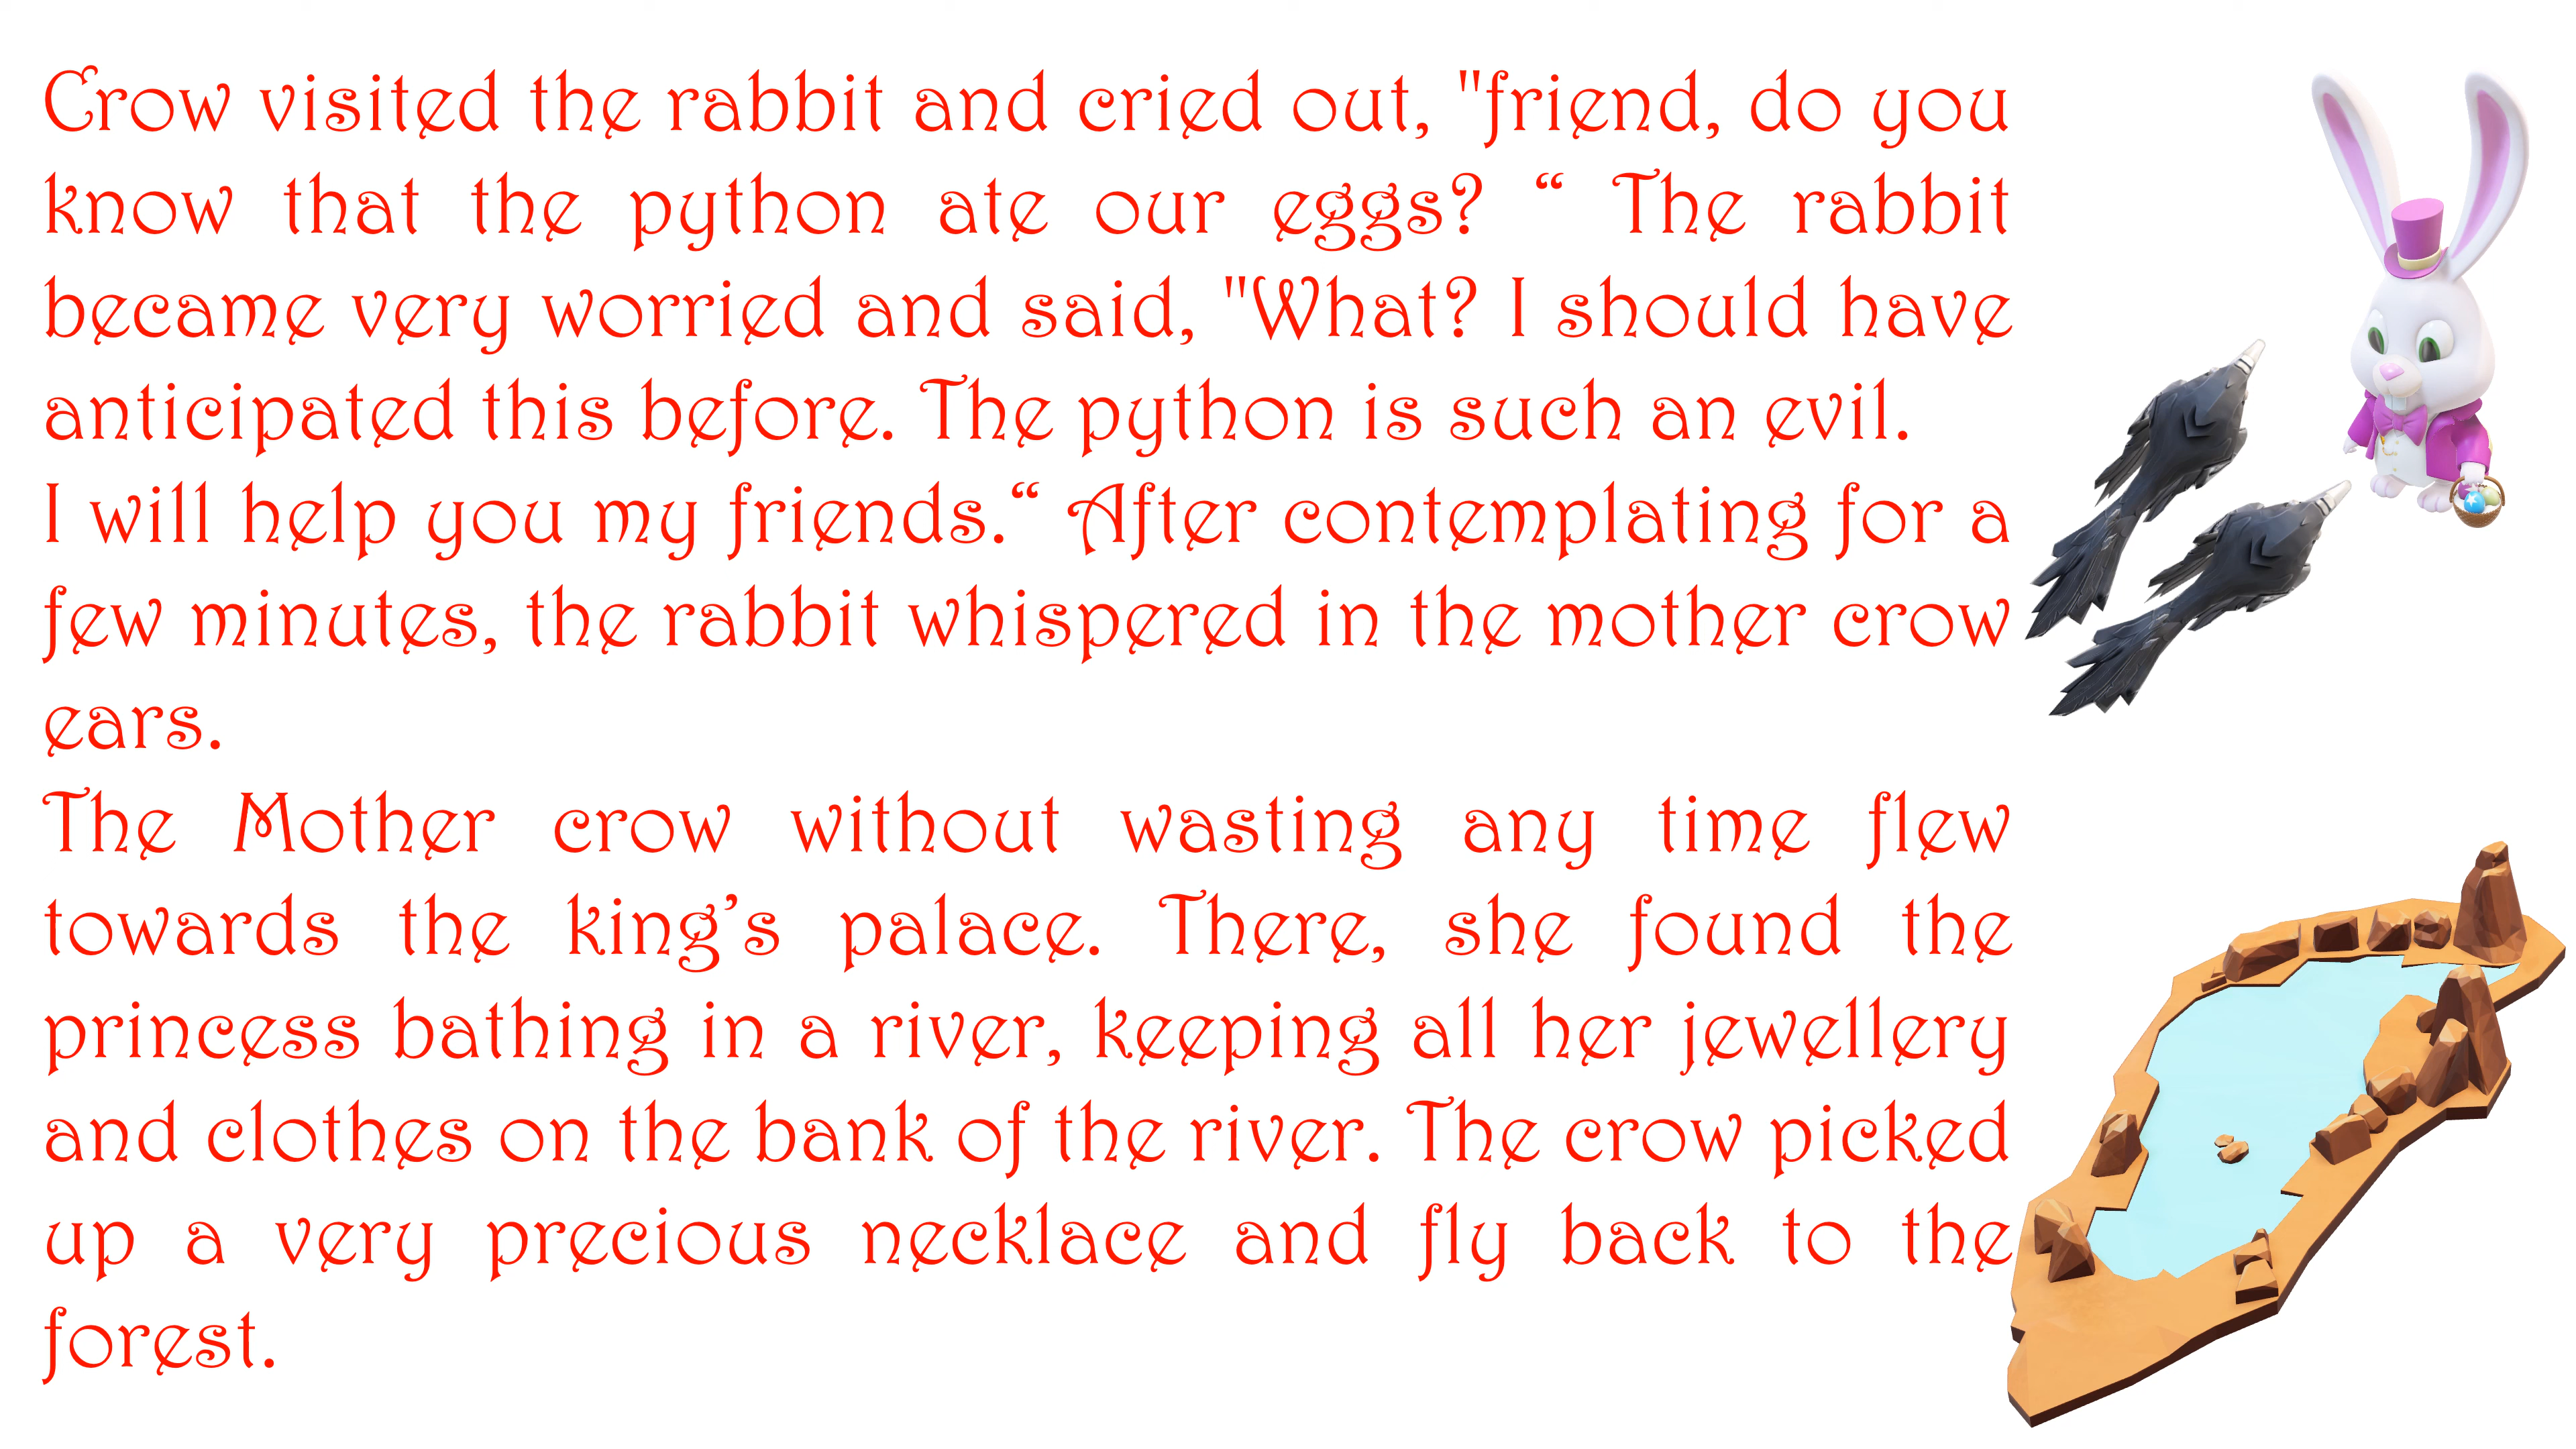 Crow visited the rabbit and cried out, "friend, do you
know that the python ate our eggs? “ The rabbit
became very worried and said, "What? I should have
anticipated this before. The python is such an evil.
I will help you my friends.“ After contemplating for a
few minutes, the rabbit whispered in the mother crow
ears.
The Mother crow without wasting any time flew
towards the king’s palace. There, she found the
princess bathing in a river, keeping all her jewellery
and clothes on the bank of the river. The crow picked
up a very precious necklace and fly back to the
forest.